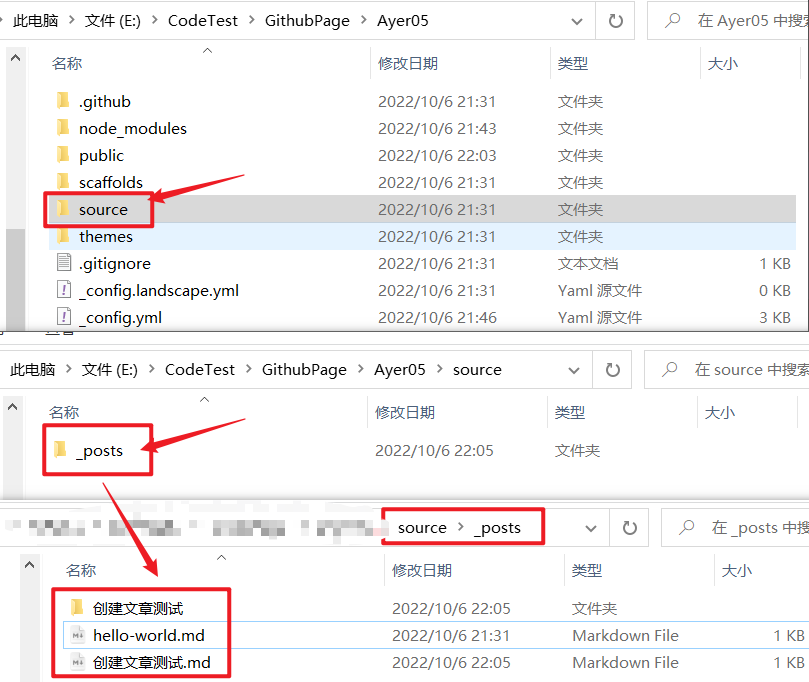 此电脑 > 文件 (E:) > CodeTest > GithubPage > Ayer05 在 Ayer05 中搜
名称 修改日期 类型 大小
.github 2022/10/6 21:31 文件夹
node_modules 2022/10/6 21:43 文件夹
public 2022/10/6 22:03 文件夹
scaffolds 2022/10/6 21:31 文件夹
source 2022/10/6 21:31 文件夹
themes 2022/10/6 21:31 文件夹
.gitignore 2022/10/6 21:31 文本文档 1 KB
_config.landscape.yml 2022/10/6 21:31 Yaml 源文件 0 KB
_config.yml 2022/10/6 21:46 Yaml 源文件 3 KB
此电脑 > 文件 (E:) > CodeTest > GithubPage > Ayer05 > source 在 source 中搜索
名称 修改日期 类型 大小
_posts 2022/10/6 22:05 文件夹
source > _posts 在 _posts 中搜
名称 修改日期 类型 大小
创建文章测试 2022/10/6 22:05 文件夹
hello-world.md 2022/10/6 21:31 Markdown File 1 KB
创建文章测试.md 2022/10/6 22:05 Markdown File 1 KB